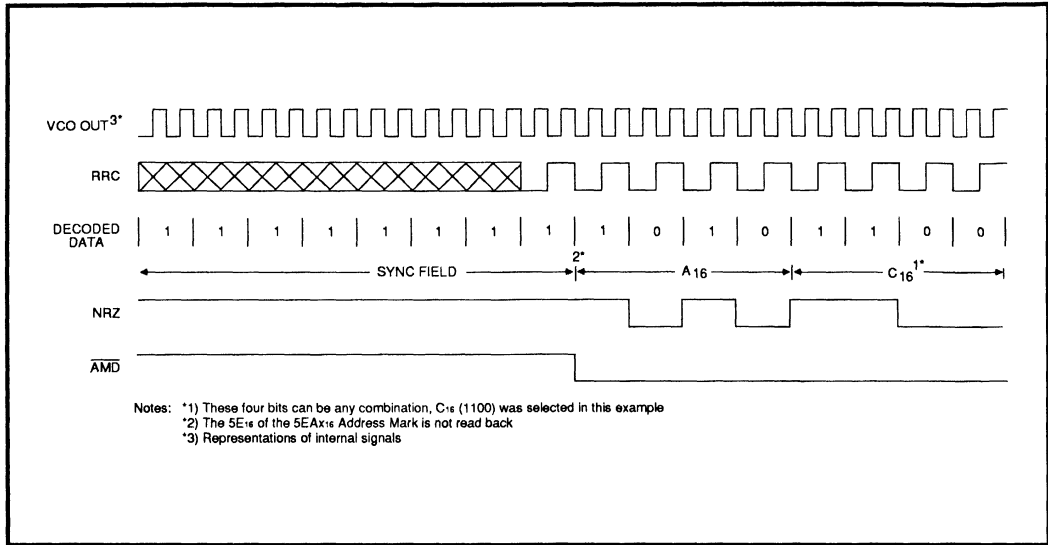 VCO OUT3*
RRC
DECODED DATA 1 1 1 1 1 1 1 1 1 0 1 0 1 1 0 0
2*
SYNC FIELD A16 C16 1*
NRZ
AMD
Notes: *1) These four bits can be any combination, C16 (1100) was selected in this example
*2) The 5E16 of the 5EAx16 Address Mark is not read back
*3) Representations of internal signals